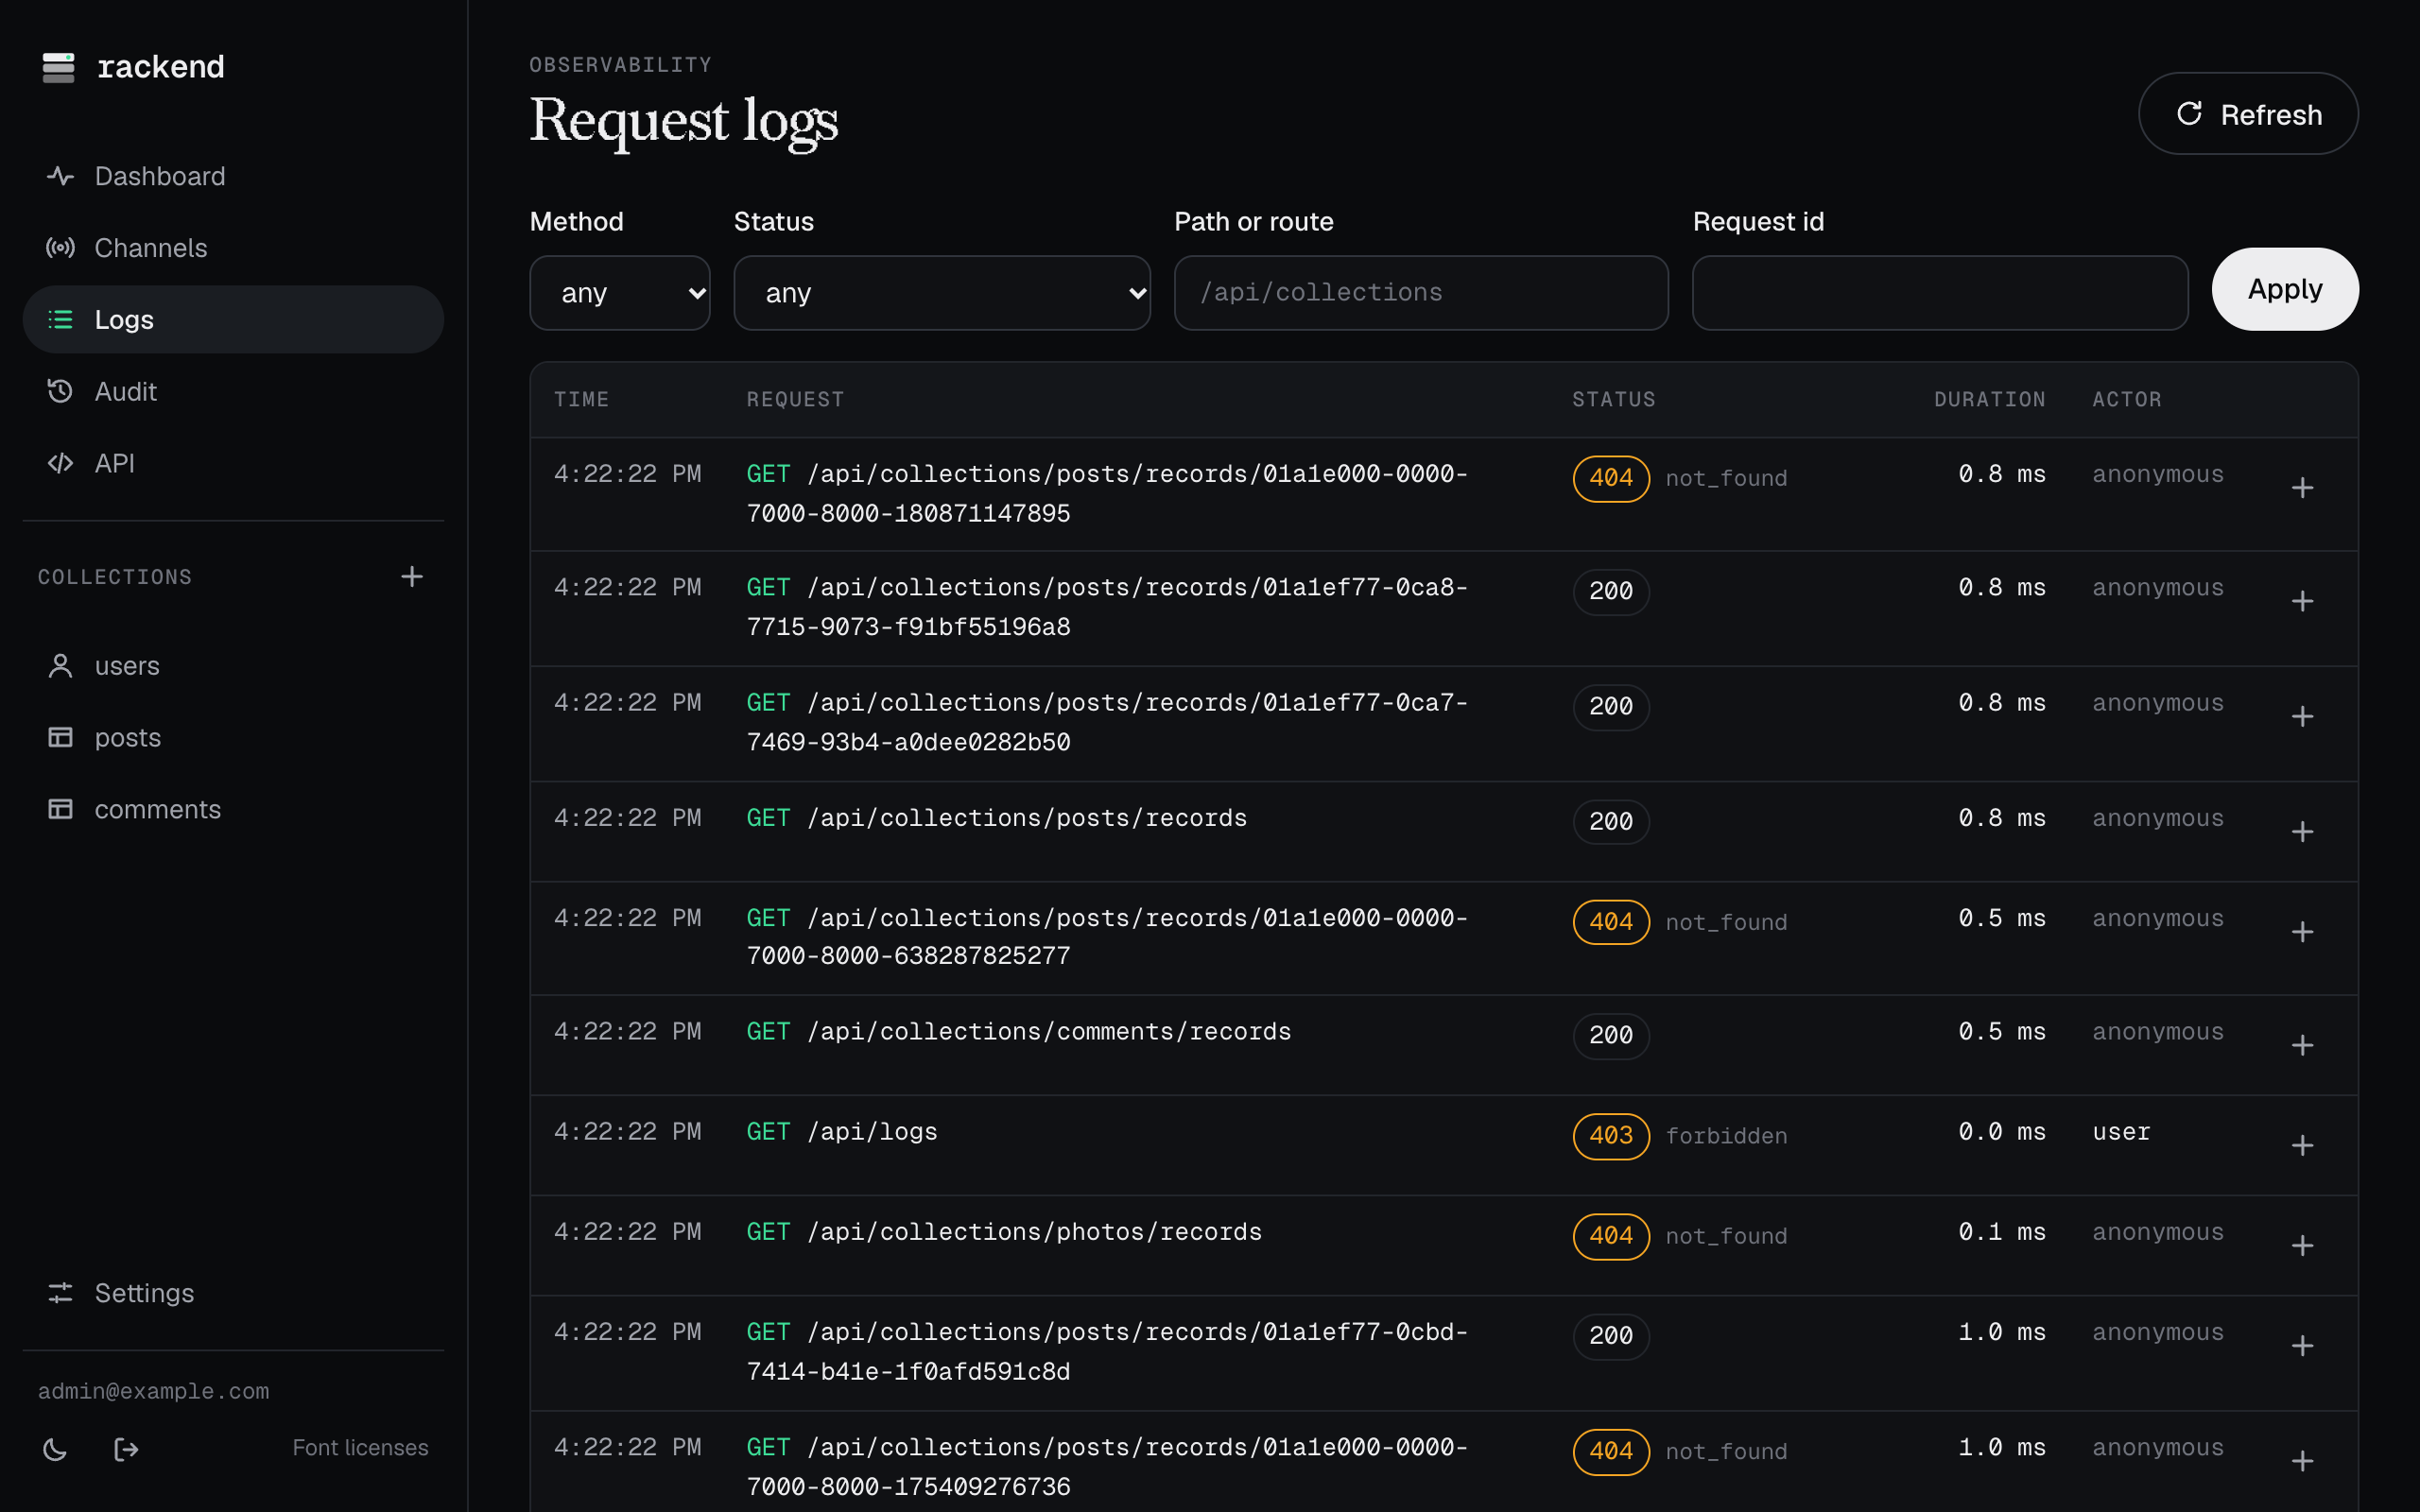 rackend
Dashboard
Channels
Logs
Audit
API
COLLECTIONS
users
posts
comments
Settings
admin@example.com
Font licenses
OBSERVABILITY
Request logs
Refresh
Method
Status
Path or route
Request id
any
any
/api/collections
Apply
TIME REQUEST STATUS DURATION ACTOR
4:22:22 PM GET /api/collections/posts/records/01a1e000-0000- 404 not_found 0.8 ms anonymous
7000-8000-180871147895
4:22:22 PM GET /api/collections/posts/records/01a1ef77-0ca8- 200 0.8 ms anonymous
7715-9073-f91bf55196a8
4:22:22 PM GET /api/collections/posts/records/01a1ef77-0ca7- 200 0.8 ms anonymous
7469-93b4-a0dee0282b50
4:22:22 PM GET /api/collections/posts/records 200 0.8 ms anonymous
4:22:22 PM GET /api/collections/posts/records/01a1e000-0000- 404 not_found 0.5 ms anonymous
7000-8000-638287825277
4:22:22 PM GET /api/collections/comments/records 200 0.5 ms anonymous
4:22:22 PM GET /api/logs 403 forbidden 0.0 ms user
4:22:22 PM GET /api/collections/photos/records 404 not_found 0.1 ms anonymous
4:22:22 PM GET /api/collections/posts/records/01a1ef77-0cbd- 200 1.0 ms anonymous
7414-b41e-1f0afd591c8d
4:22:22 PM GET /api/collections/posts/records/01a1e000-0000- 404 not_found 1.0 ms anonymous
7000-8000-175409276736